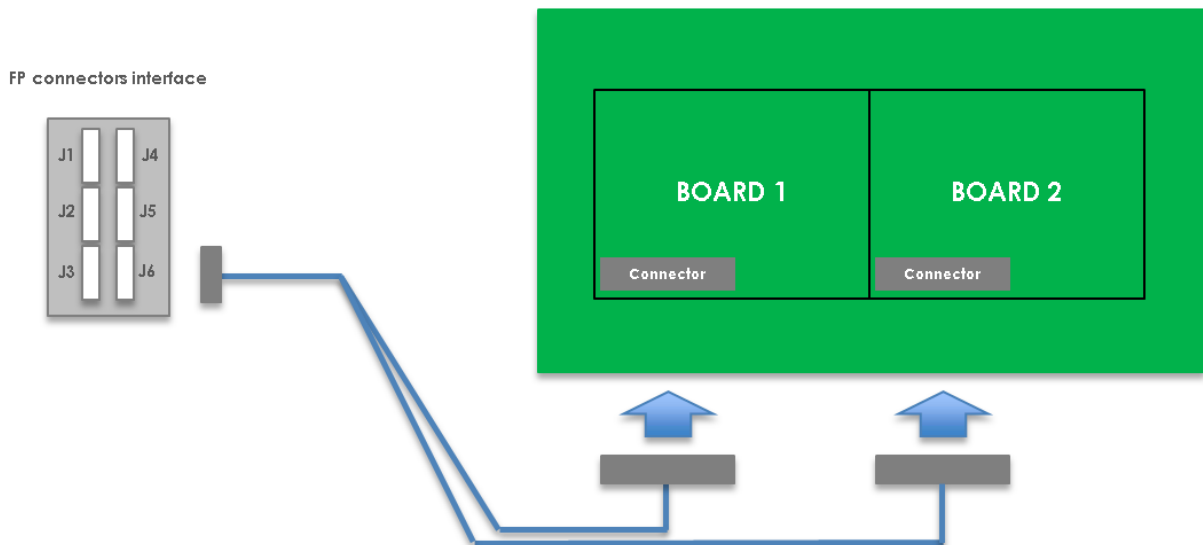 FP connectors interface
J1
J4
J2
J5
J3
J6
BOARD 1
BOARD 2
Connector
Connector